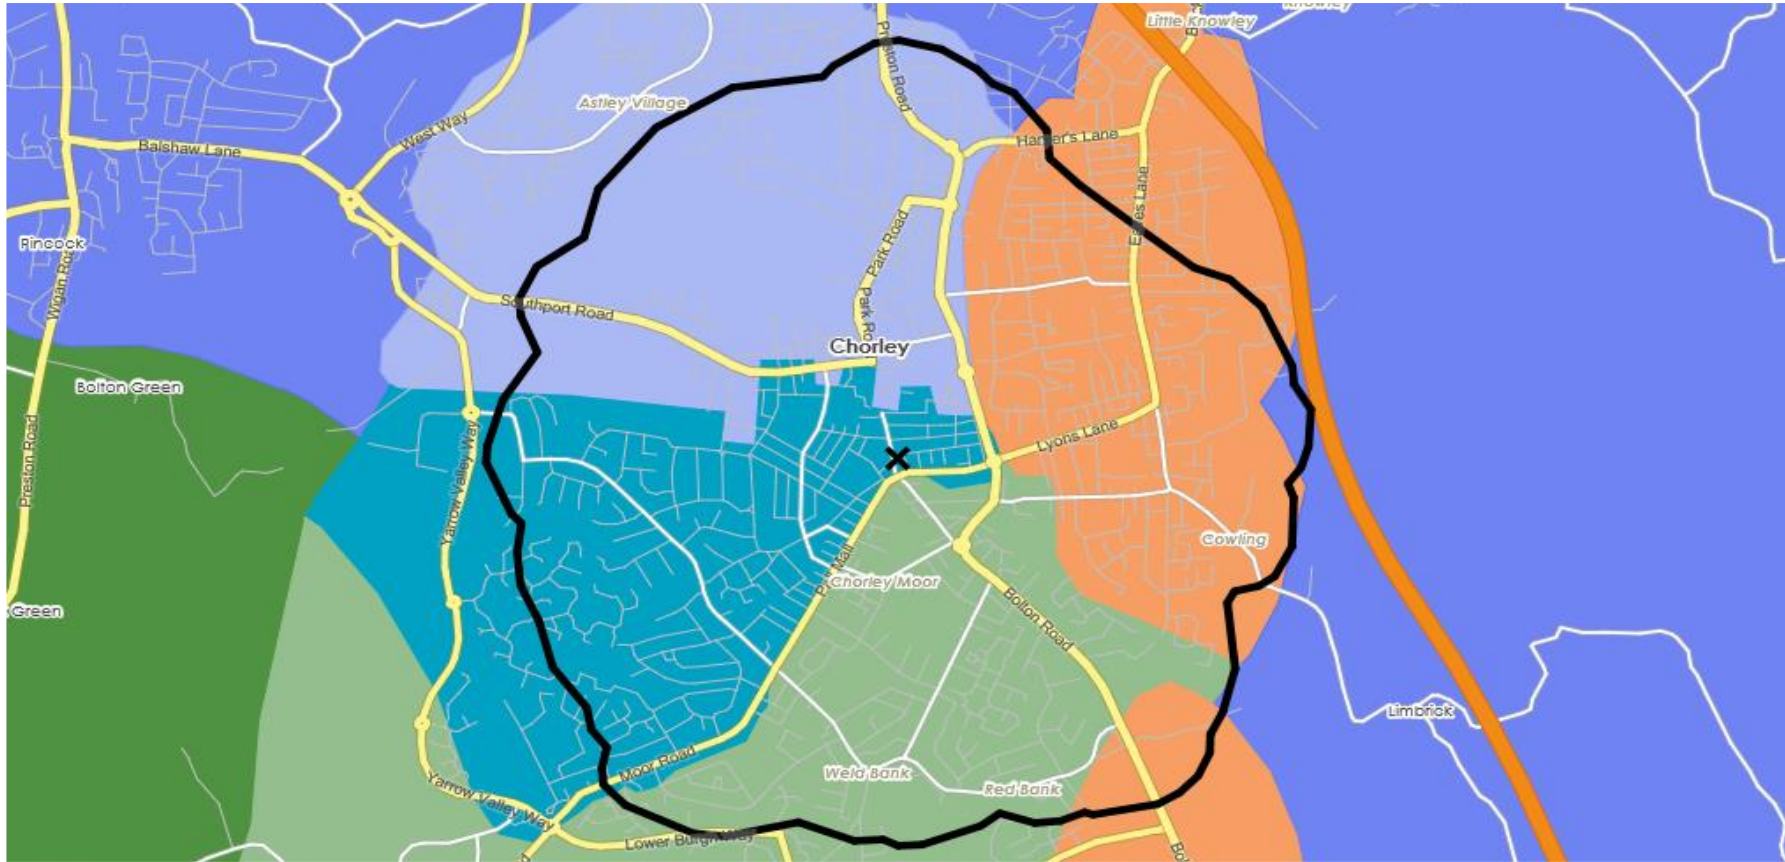 Little Knowley
Knowley
Preston Road
Astley Village
West Way
Balshaw Lane
Harper's Lane
Eaves Lane
Park Road
Pincock
Wigan Road
Southport Road
Chorley
Bolton Green
Preston Road
Yarrow Valley Way
Lyons Lane
Cowling
Pall Mall
Chorley Moor
Bolton Road
Green
Limbrick
Moor Road
Weld Bank
Red Bank
Yarrow Valley Way
Lower Burgh Way